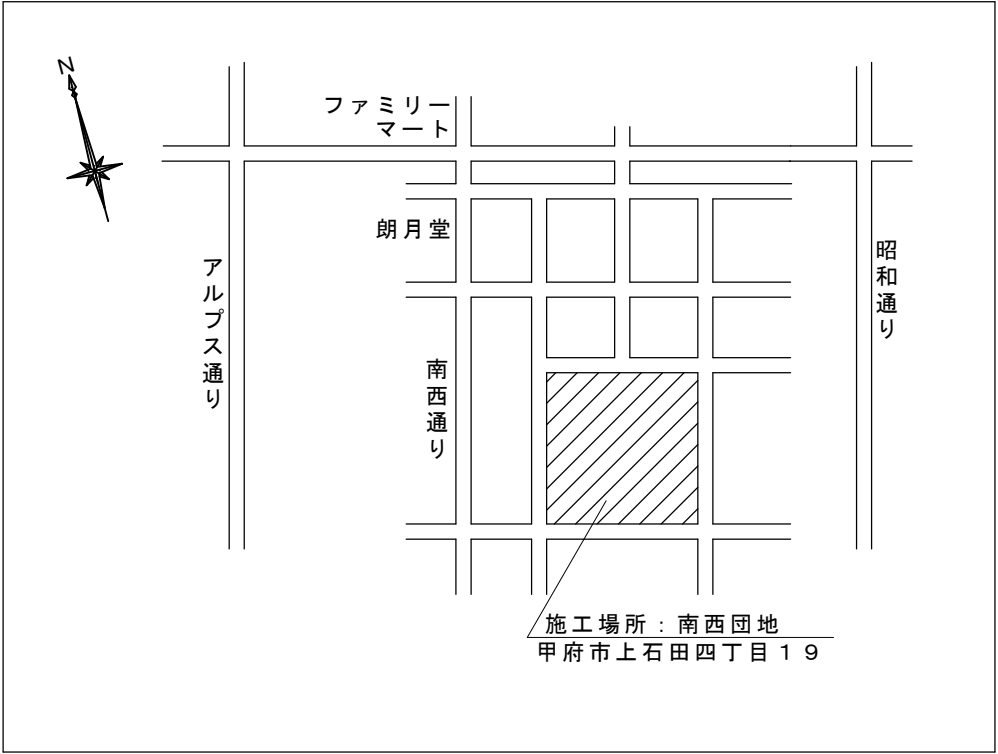 N
ファミリー
マート
朗月堂
アルプス通り
南西通り
昭和通り
施工場所：南西団地
甲府市上石田四丁目１９